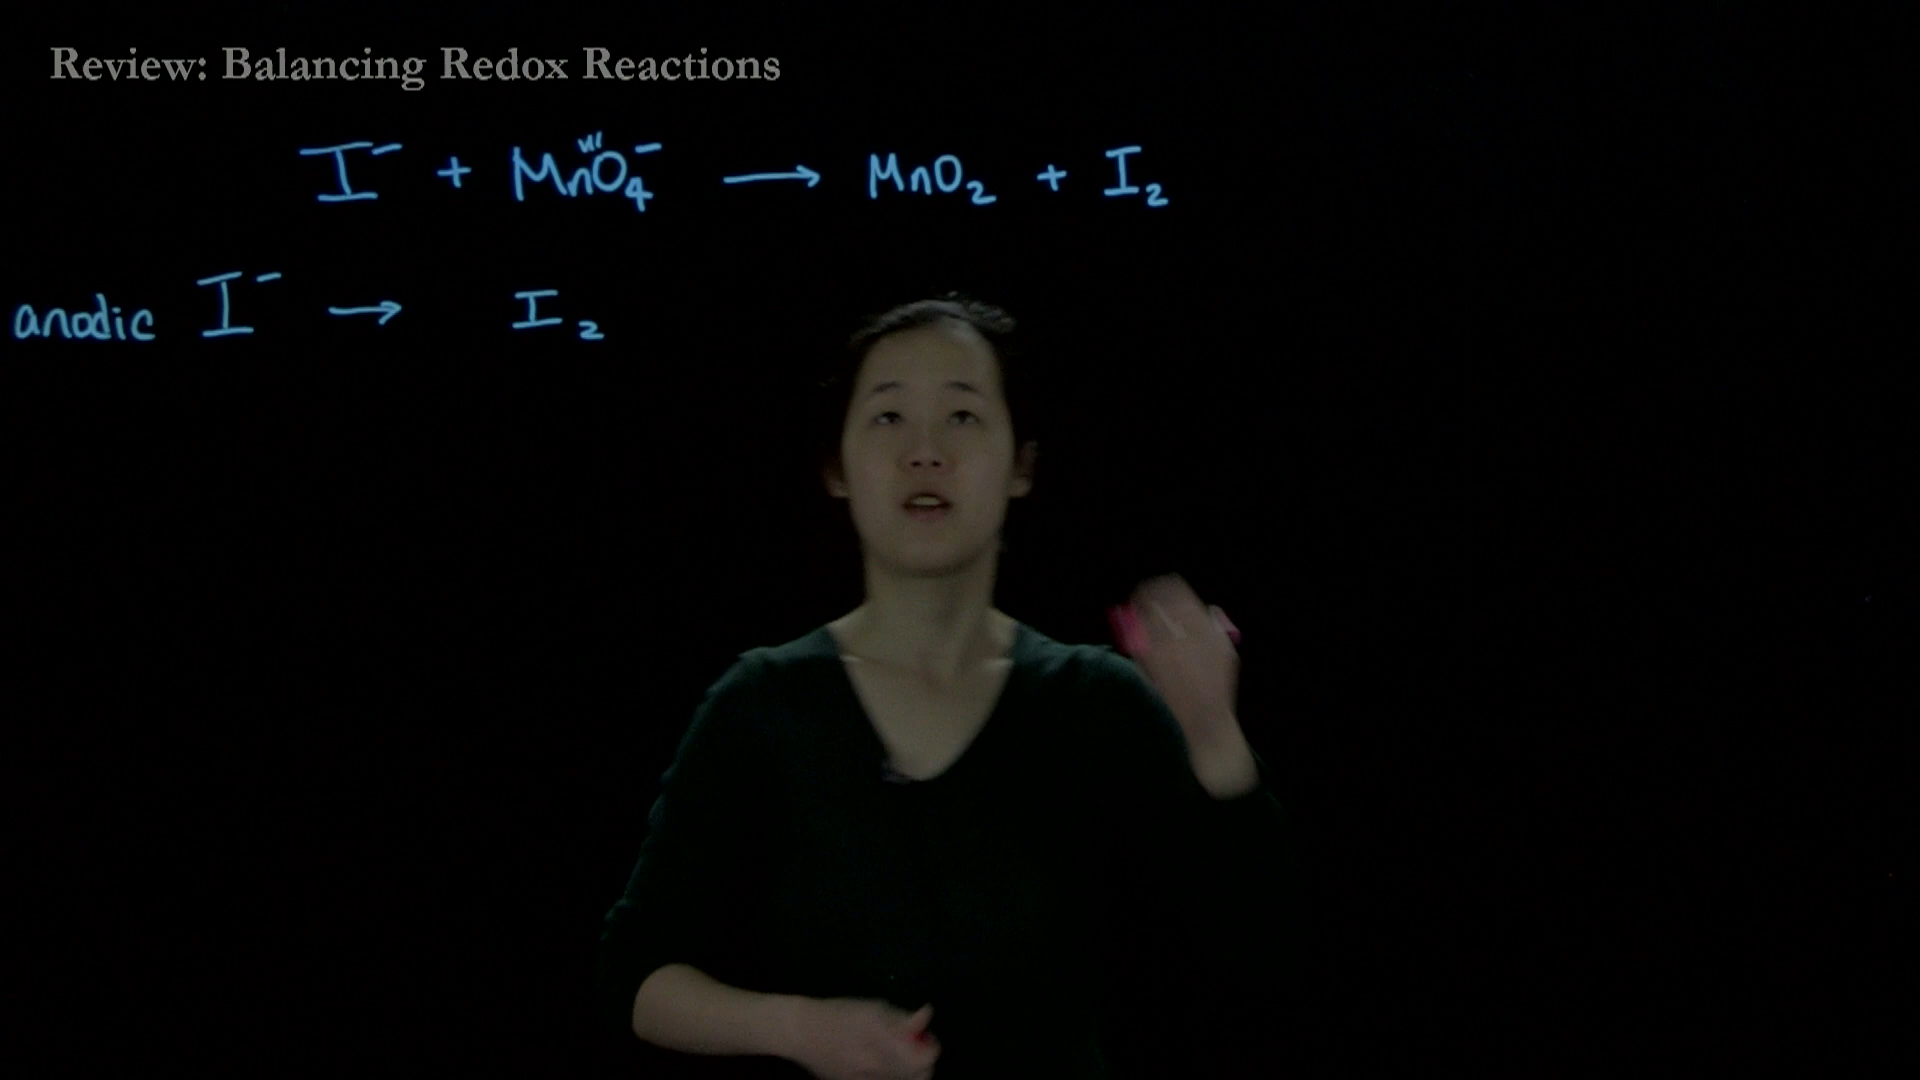 Review: Balancing Redox Reactions
I⁻ + MnO₄⁻ → MnO₂ + I₂
anodic I⁻ → I₂